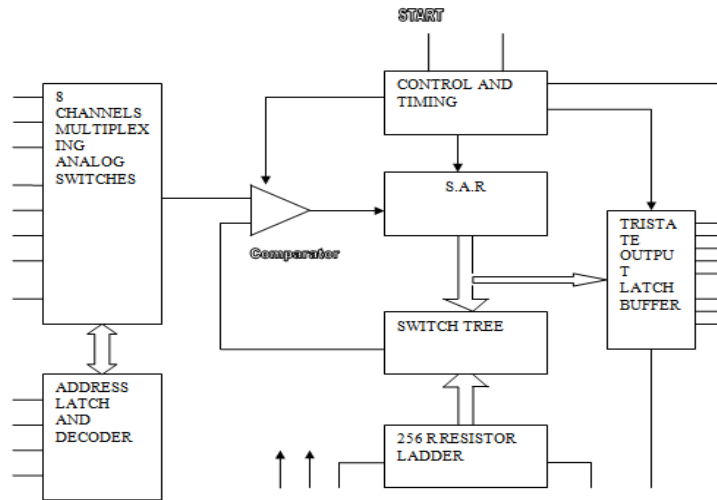 START
CONTROL AND
TIMING
8
CHANNELS
MULTIPLEX
ING
ANALOG
SWITCHES
S.A.R
Comparator
TRISTA
TE
OUTPU
T
LATCH
BUFFER
SWITCH TREE
ADDRESS
LATCH
AND
DECODER
256 R RESISTOR
LADDER